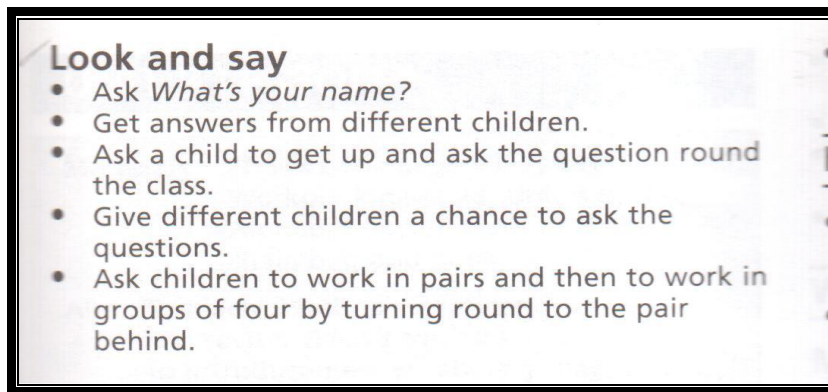 Look and say
• Ask What's your name?
• Get answers from different children.
• Ask a child to get up and ask the question round
the class.
• Give different children a chance to ask the
questions.
• Ask children to work in pairs and then to work in
groups of four by turning round to the pair
behind.